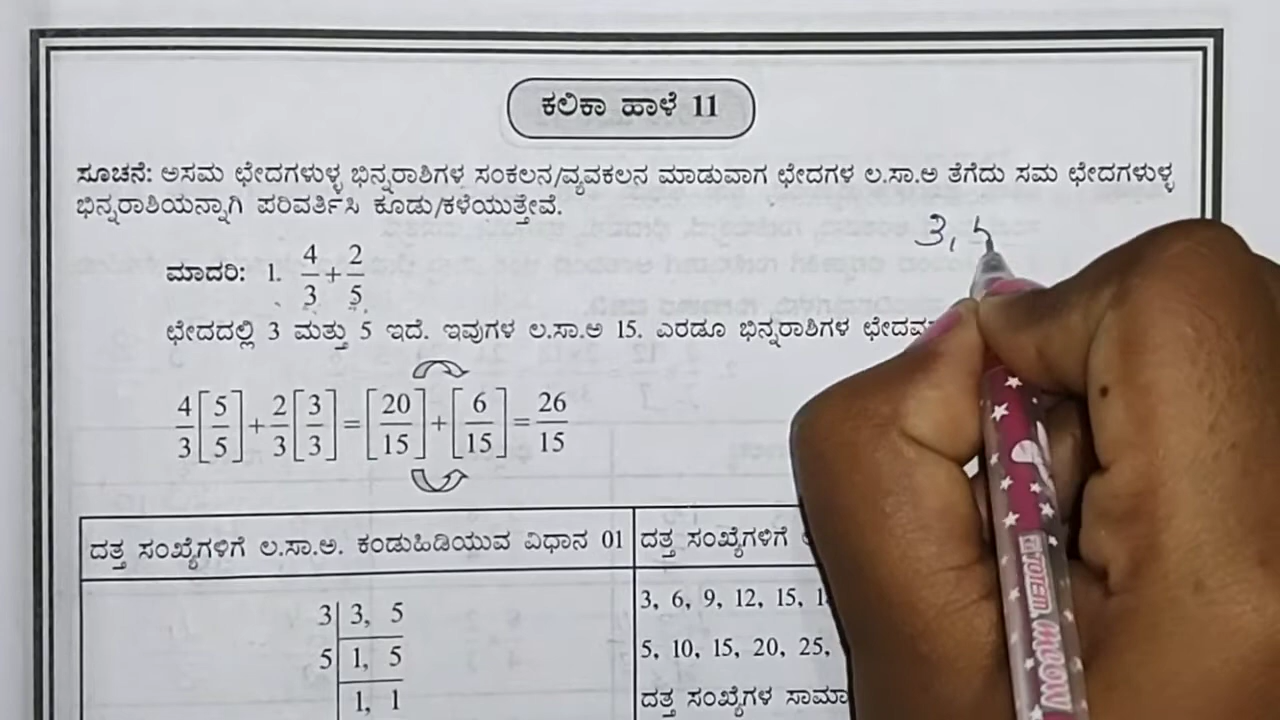 ಕಲಿಕಾ ಹಾಳೆ 11
ಸೂಚನೆ: ಅಸಮ ಛೇದಗಳುಳ್ಳ ಭಿನ್ನರಾಶಿಗಳ ಸಂಕಲನ/ವ್ಯವಕಲನ ಮಾಡುವಾಗ ಛೇದಗಳ ಲ.ಸಾ.ಅ ತೆಗೆದು ಸಮ ಛೇದಗಳುಳ್ಳ
ಭಿನ್ನರಾಶಿಯನ್ನಾಗಿ ಪರಿವರ್ತಿಸಿ ಕೂಡು/ಕಳೆಯುತ್ತೇವೆ.
3, 5
ಮಾದರಿ: 1. 4/3 + 2/5
ಛೇದದಲ್ಲಿ 3 ಮತ್ತು 5 ಇದೆ. ಇವುಗಳ ಲ.ಸಾ.ಅ 15. ಎರಡೂ ಭಿನ್ನರಾಶಿಗಳ
4/3 [5/5] + 2/3 [3/3] = [20/15] + [6/15] = 26/15
ದತ್ತ ಸಂಖ್ಯೆಗಳಿಗೆ ಲ.ಸಾ.ಅ. ಕಂಡುಹಿಡಿಯುವ ವಿಧಾನ 01
ದತ್ತ ಸಂಖ್ಯೆಗಳಿಗೆ
3 | 3, 5
5 | 1, 5
1, 1
3, 6, 9, 12, 15,
5, 10, 15, 20, 25,
ದತ್ತ ಸಂಖ್ಯೆಗಳ
TOTEM MOOW